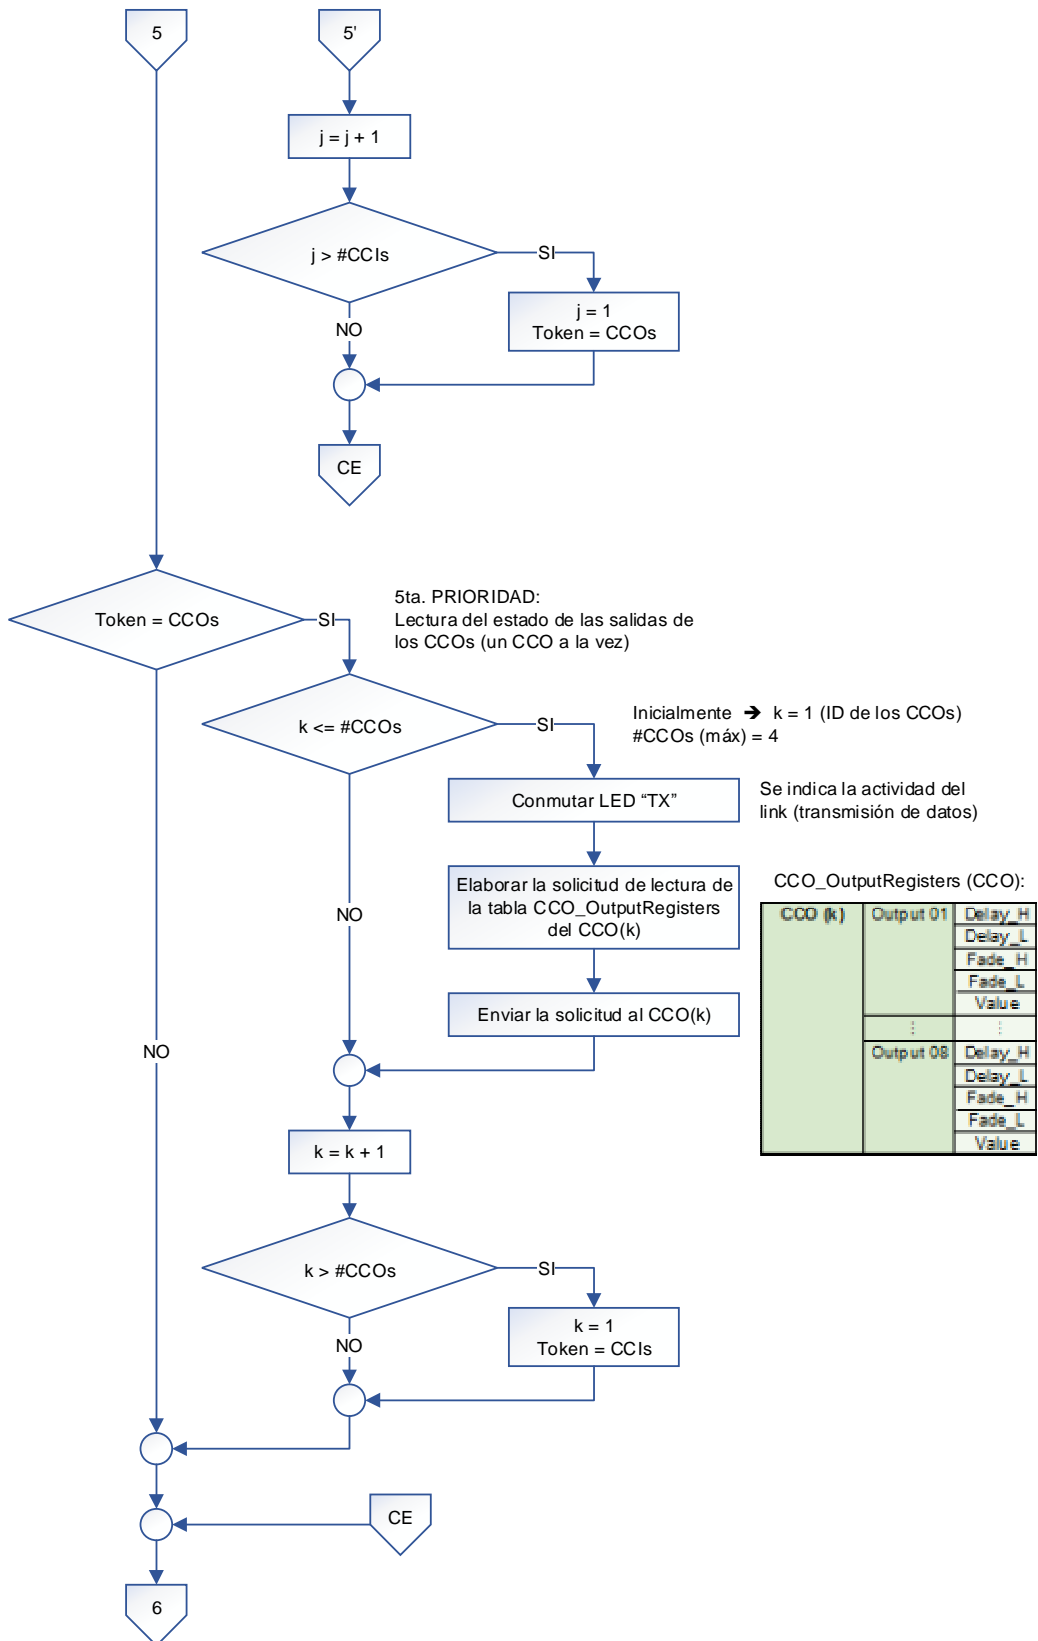 5
5'
j = j + 1
j > #CCIs
SI
j = 1
Token = CCOs
NO
CE
Token = CCOs
SI
5ta. PRIORIDAD:
Lectura del estado de las salidas de
los CCOs (un CCO a la vez)
k <= #CCOs
SI
Inicialmente ➔ k = 1 (ID de los CCOs)
#CCOs (máx) = 4
Conmutar LED “TX”
Se indica la actividad del
link (transmisión de datos)
Elaborar la solicitud de lectura de
la tabla CCO_OutputRegisters
del CCO(k)
NO
Enviar la solicitud al CCO(k)
CCO_OutputRegisters (CCO):
CCO (k) Output 01 Delay_H
Delay_L
Fade_H
Fade_L
Value
⋮ ⋮
Output 08 Delay_H
Delay_L
Fade_H
Fade_L
Value
NO
k = k + 1
k > #CCOs
SI
k = 1
Token = CCIs
NO
CE
6